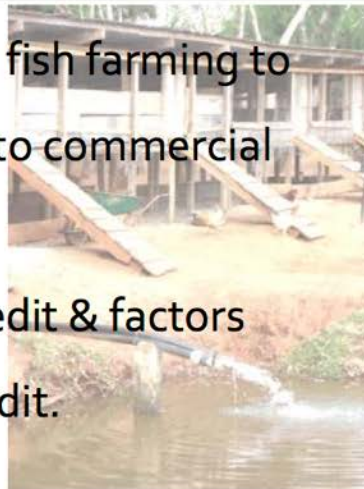 fish farming to
to commercial
edit & factors
dit.